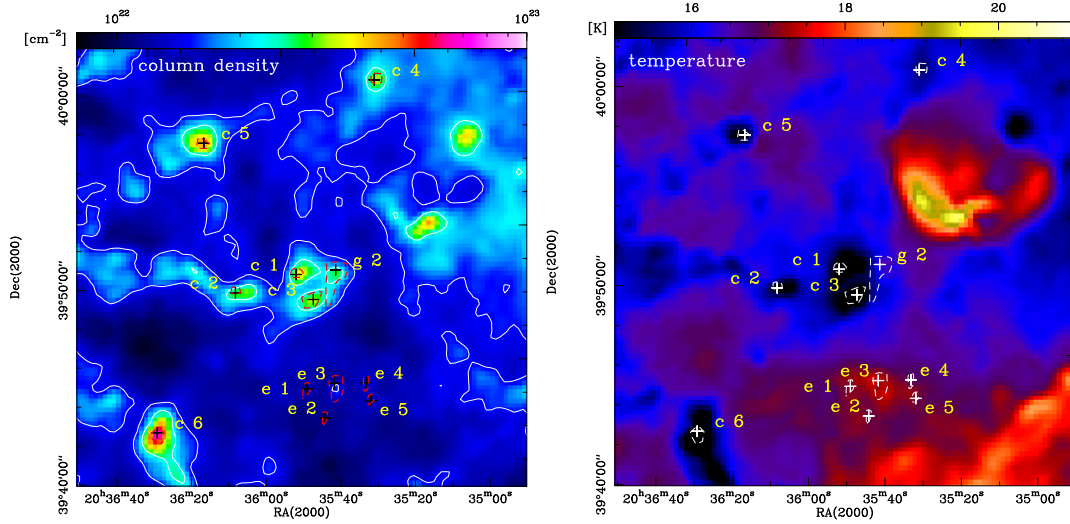 10²² 10²³
[cm⁻²]
column density
c 4
c 5
c 1
g 2
c 2
c 3
e 3
e 4
e 1
e 2
e 5
c 6
40°00'00"
39°50'00"
39°40'00"
Dec(2000)
20ʰ36ᵐ40ˢ 36ᵐ20ˢ 36ᵐ00ˢ 35ᵐ40ˢ 35ᵐ20ˢ 35ᵐ00ˢ
RA(2000)
16 18 20
[K]
temperature
c 4
c 5
c 1
g 2
c 2
c 3
e 3
e 4
e 1
e 2
e 5
c 6
40°00'00"
39°50'00"
39°40'00"
Dec(2000)
20ʰ36ᵐ40ˢ 36ᵐ20ˢ 36ᵐ00ˢ 35ᵐ40ˢ 35ᵐ20ˢ 35ᵐ00ˢ
RA(2000)